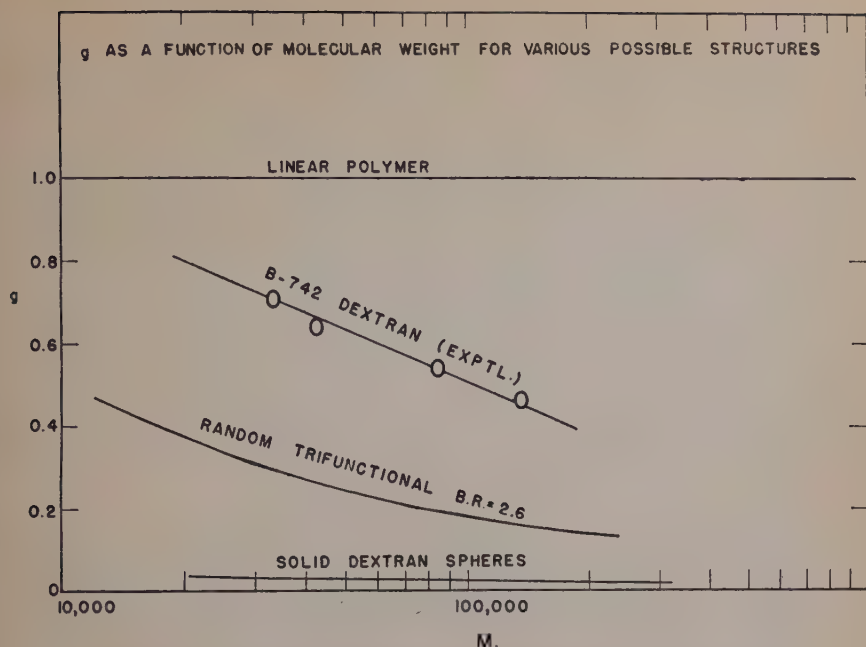 g AS A FUNCTION OF MOLECULAR WEIGHT FOR VARIOUS POSSIBLE STRUCTURES
LINEAR POLYMER
1.0
0.8
B-742 DEXTRAN (EXPTL.)
g
0.6
0.4
RANDOM TRIFUNCTIONAL B.R.= 2.6
0.2
SOLID DEXTRAN SPHERES
0
10,000 100,000
M.